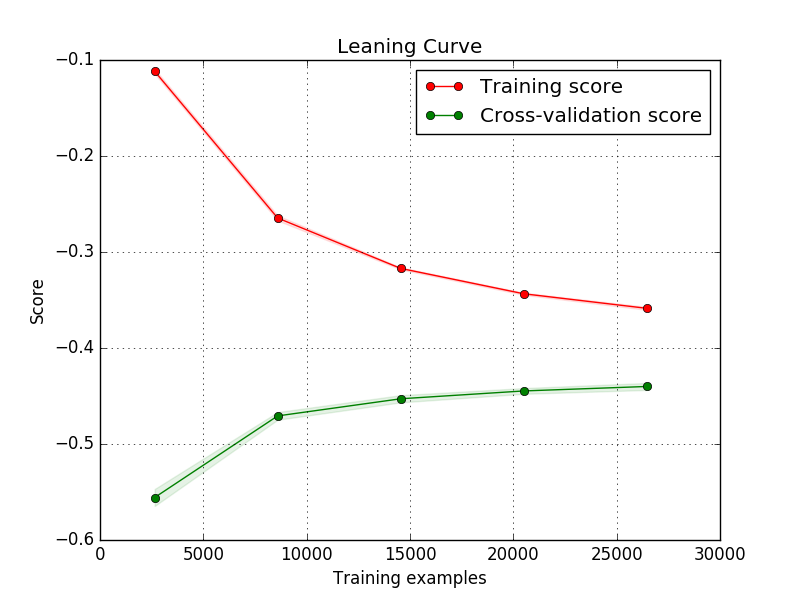 Leaning Curve
Training score
Cross-validation score
−0.1
−0.2
−0.3
−0.4
−0.5
−0.6
Score
0
5000
10000
15000
20000
25000
30000
Training examples